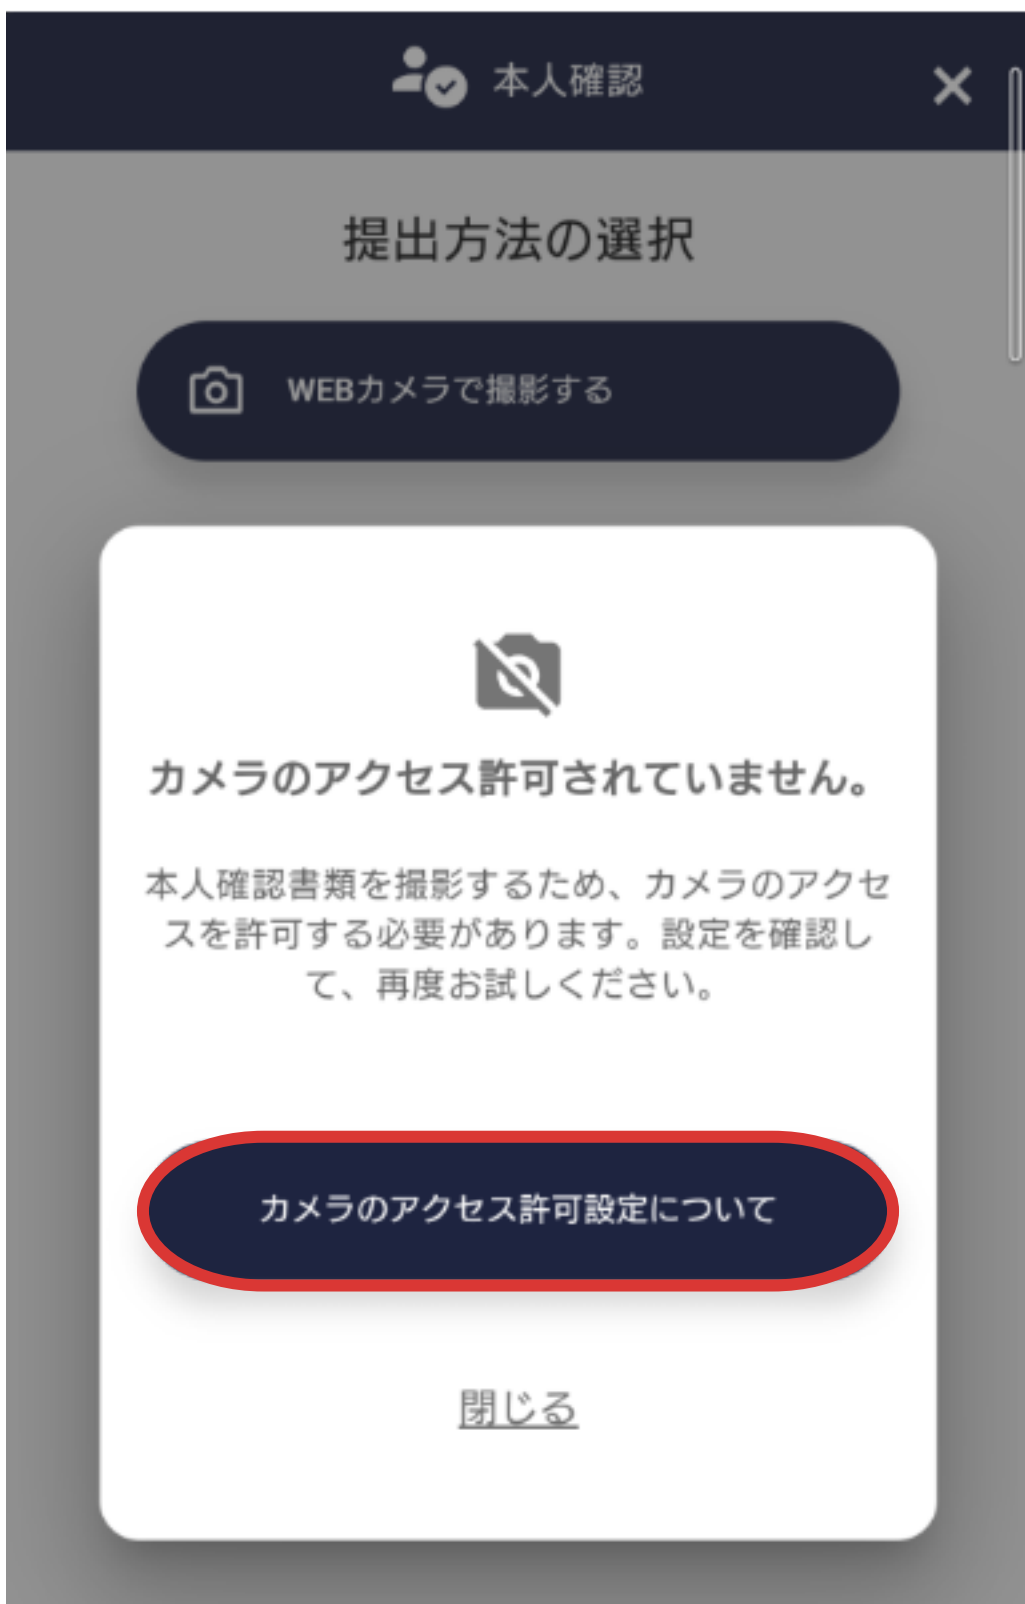 本人確認
提出方法の選択
WEBカメラで撮影する
カメラのアクセス許可されていません。
本人確認書類を撮影するため、カメラのアクセ
スを許可する必要があります。設定を確認し
て、再度お試しください。
カメラのアクセス許可設定について
閉じる